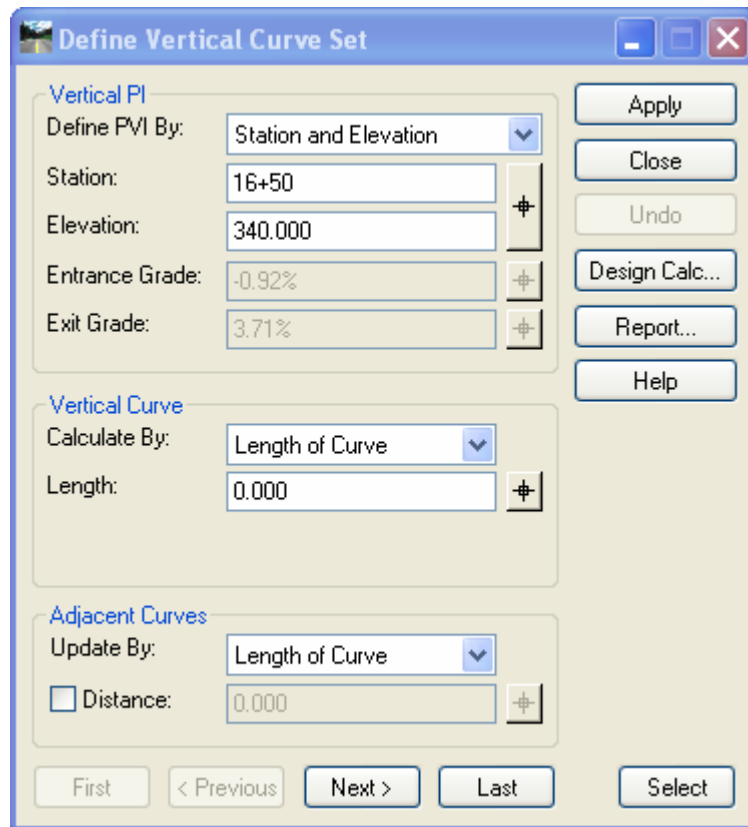 Define Vertical Curve Set
Vertical PI
Define PVI By: Station and Elevation
Station: 16+50
Elevation: 340.000
Entrance Grade: -0.92%
Exit Grade: 3.71%
Apply
Close
Undo
Design Calc...
Report...
Help
Vertical Curve
Calculate By: Length of Curve
Length: 0.000
Adjacent Curves
Update By: Length of Curve
Distance: 0.000
First < Previous Next > Last Select